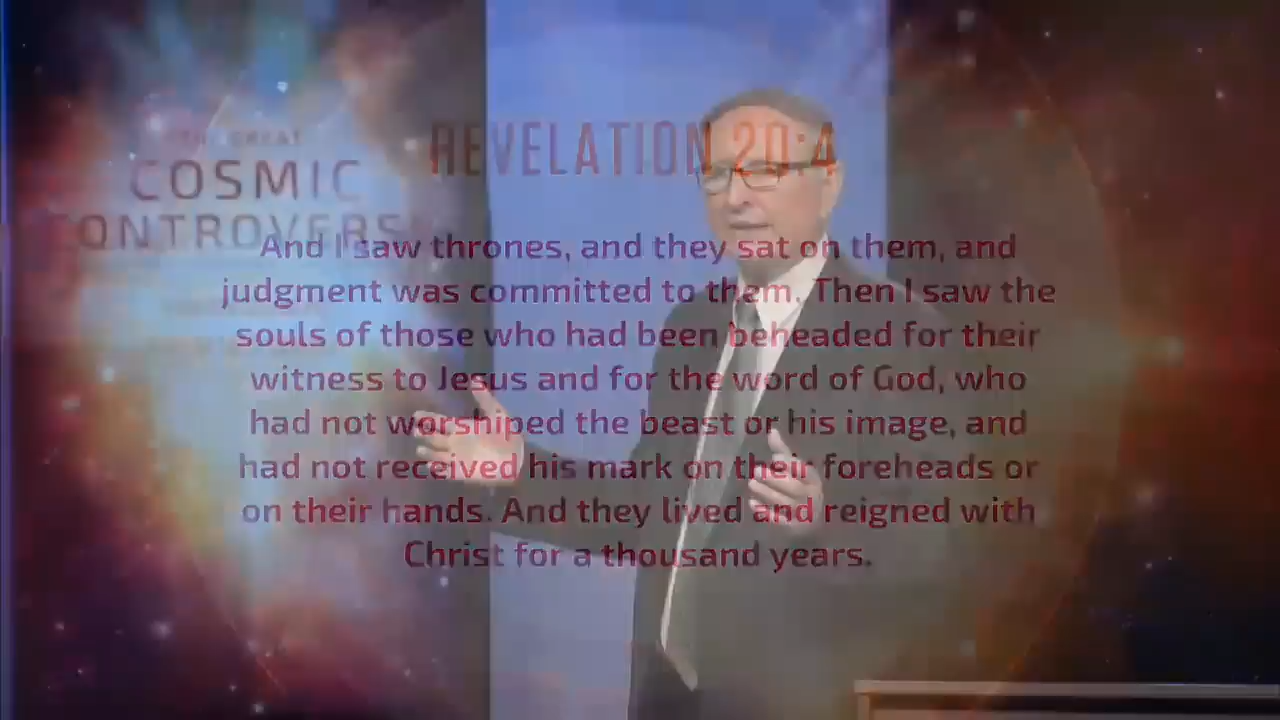 THE GREAT
COSMIC
CONTROVERS
REVELATION 20:4
And I saw thrones, and they sat on them, and
judgment was committed to them. Then I saw the
souls of those who had been beheaded for their
witness to Jesus and for the word of God, who
had not worshiped the beast or his image, and
had not received his mark on their foreheads or
on their hands. And they lived and reigned with
Christ for a thousand years.